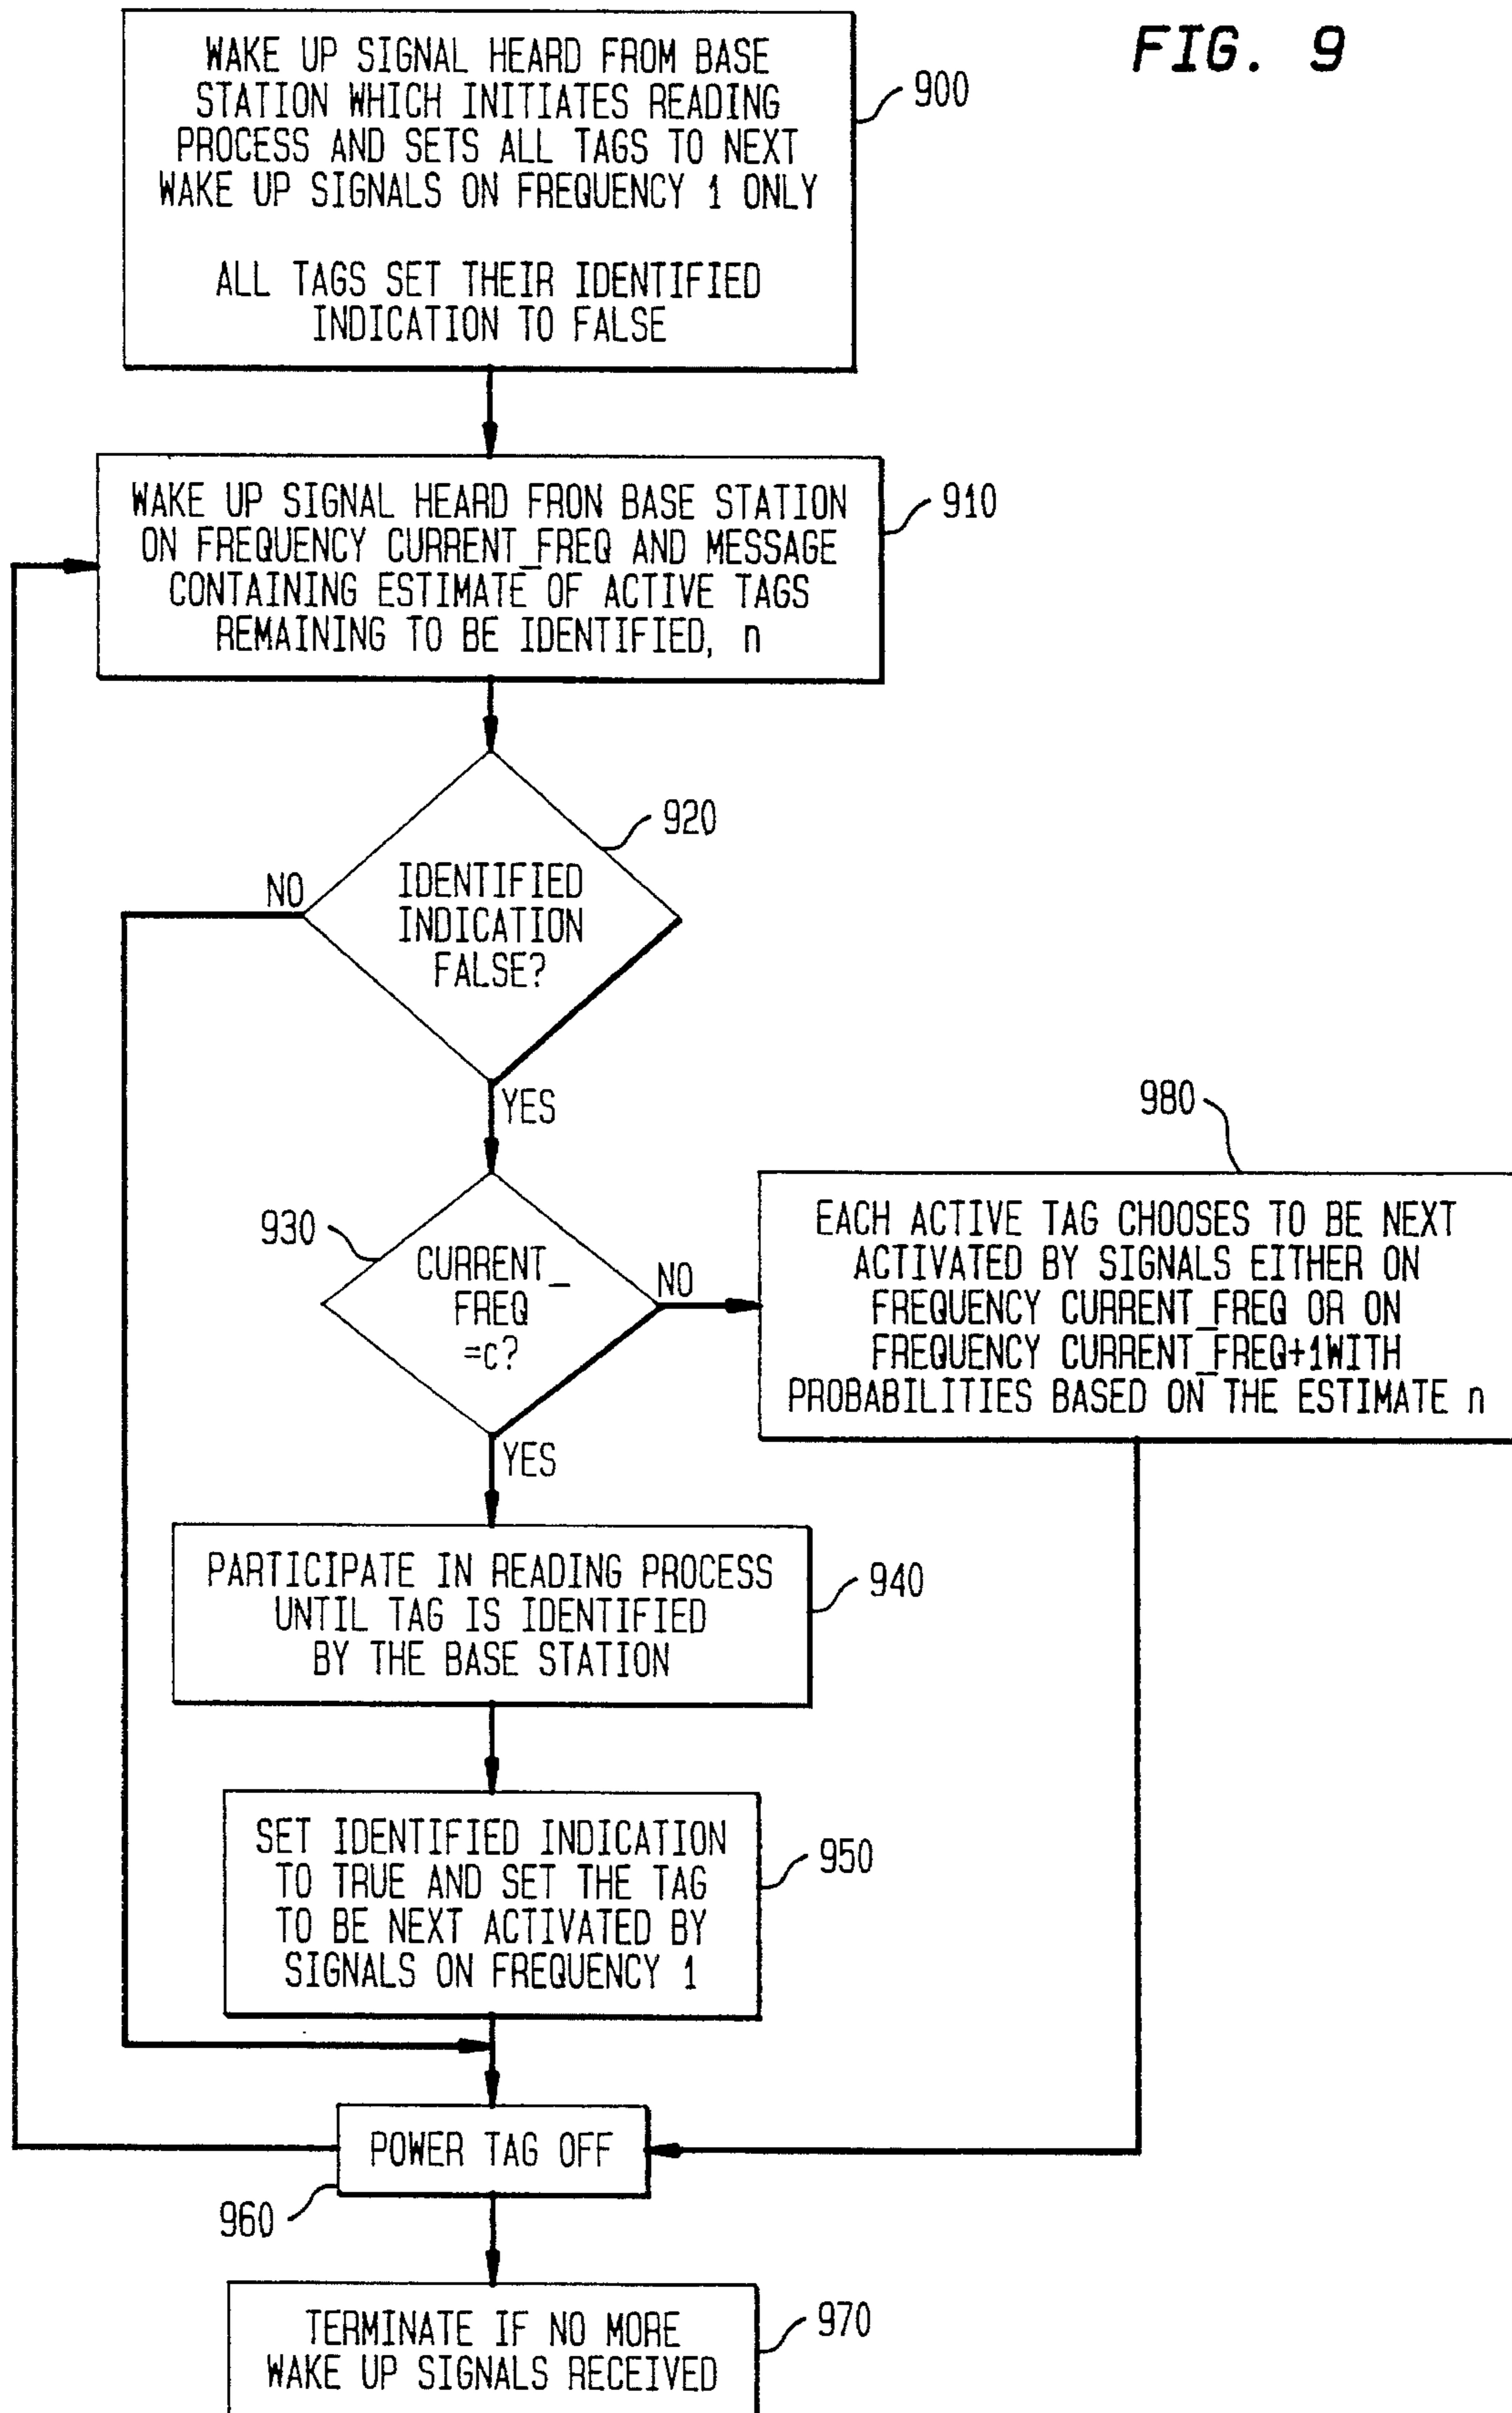 FIG. 9
WAKE UP SIGNAL HEARD FROM BASE
STATION WHICH INITIATES READING
PROCESS AND SETS ALL TAGS TO NEXT
WAKE UP SIGNALS ON FREQUENCY 1 ONLY
ALL TAGS SET THEIR IDENTIFIED
INDICATION TO FALSE
900
WAKE UP SIGNAL HEARD FRON BASE STATION
ON FREQUENCY CURRENT_FREQ AND MESSAGE
CONTAINING ESTIMATE OF ACTIVE TAGS
REMAINING TO BE IDENTIFIED, n
910
920
IDENTIFIED
INDICATION
FALSE?
NO
YES
930
CURRENT_
FREQ
=c?
NO
YES
980
EACH ACTIVE TAG CHOOSES TO BE NEXT
ACTIVATED BY SIGNALS EITHER ON
FREQUENCY CURRENT_FREQ OR ON
FREQUENCY CURRENT_FREQ+1WITH
PROBABILITIES BASED ON THE ESTIMATE n
PARTICIPATE IN READING PROCESS
UNTIL TAG IS IDENTIFIED
BY THE BASE STATION
940
SET IDENTIFIED INDICATION
TO TRUE AND SET THE TAG
TO BE NEXT ACTIVATED BY
SIGNALS ON FREQUENCY 1
950
POWER TAG OFF
960
TERMINATE IF NO MORE
WAKE UP SIGNALS RECEIVED
970